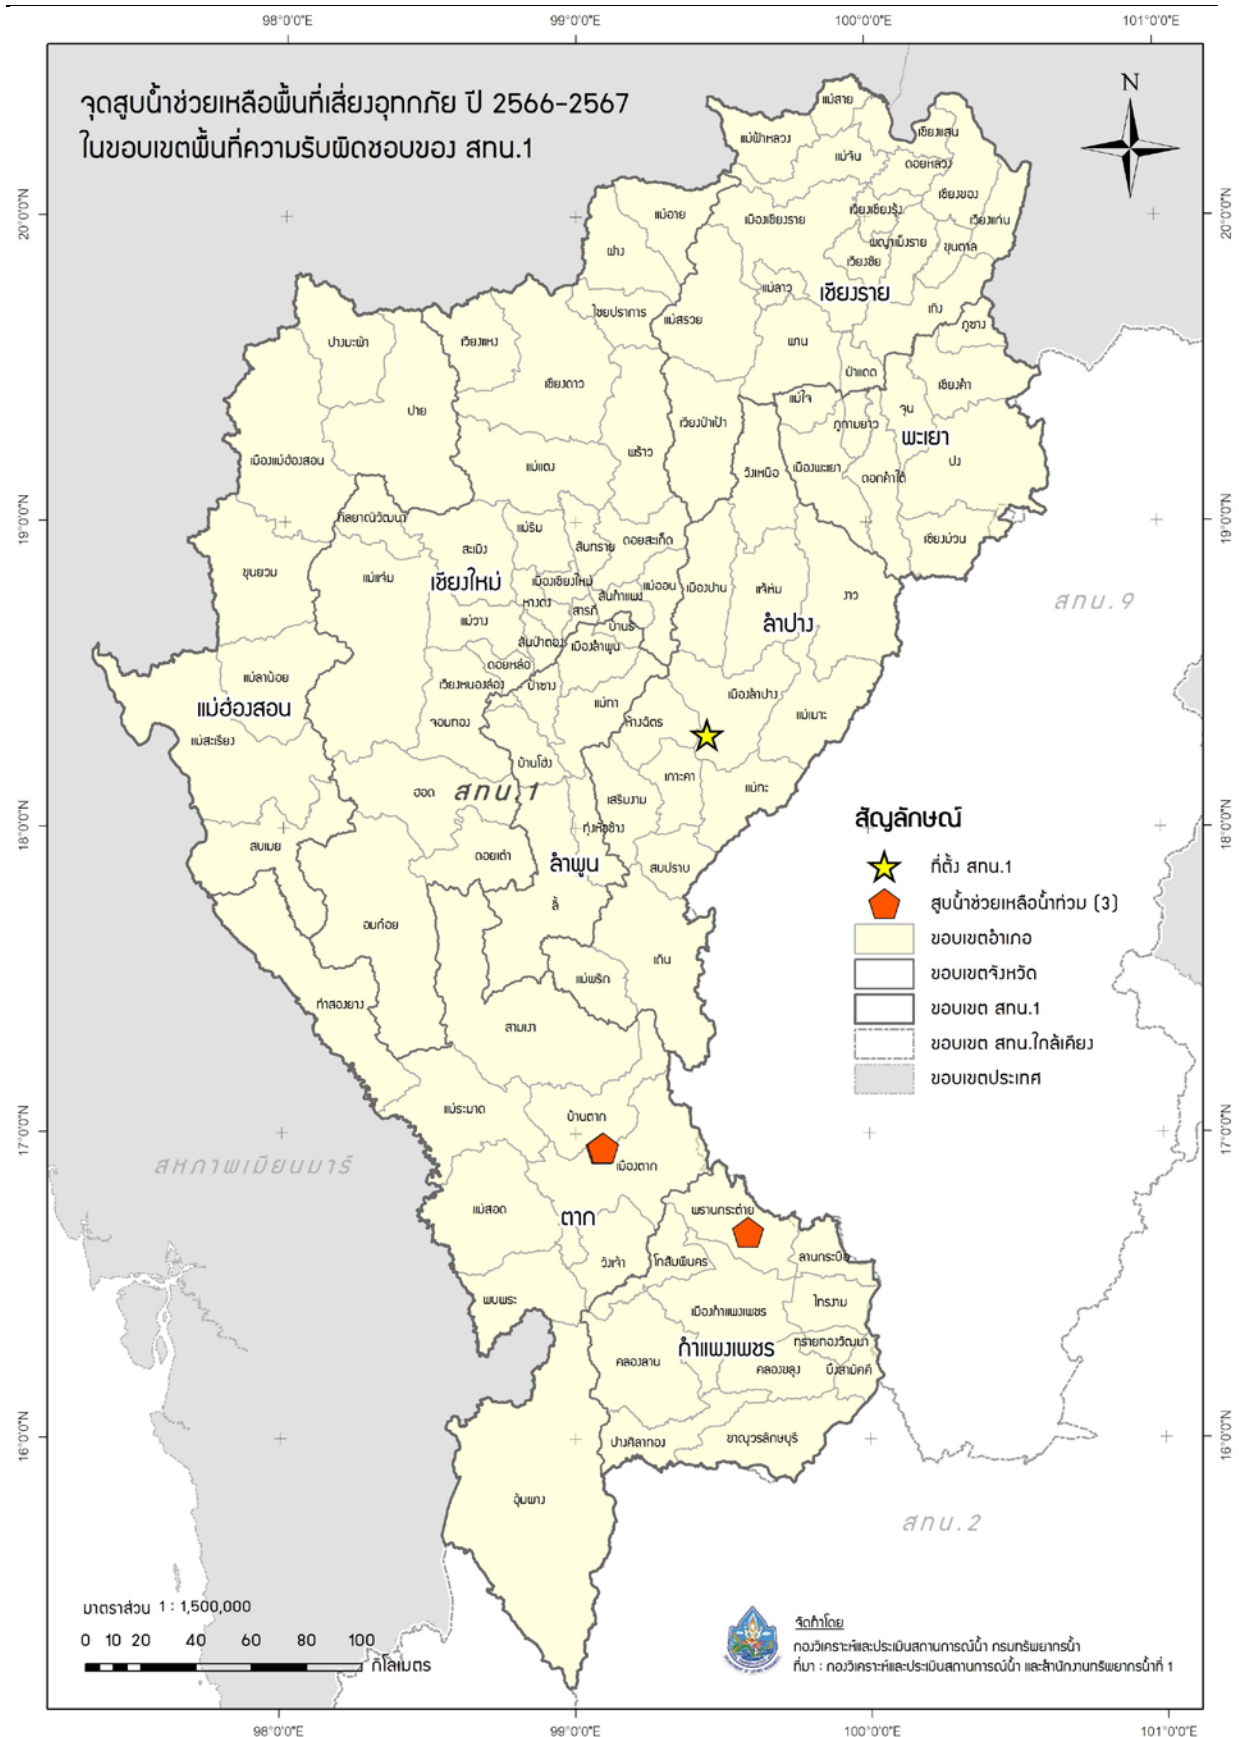 98°0'0"E 99°0'0"E 100°0'0"E 101°0'0"E
จุดสูบน้ำช่วยเหลือพื้นที่เสี่ยงอุทกภัย ปี 2566-2567
ในขอบเขตพื้นที่ความรับผิดชอบของ สทน.1
N
แม่สาย
แม่ฟ้าหลวง
เชียงแสน
แม่จัน
ดอยหลวง
เชียงของ
แม่อาย
เมืองเชียงราย
เวียงเชียงรุ้ง
เวียงแก่น
20°0'0"N
20°0'0"N
ฝาง
พญาเม็งราย
ขุนตาล
เวียงชัย
แม่ลาว
เชียงราย
ไชยปราการ
แม่สรวย
เทิง
ภูซาง
ปางมะผ้า
เวียงแหง
พาน
ป่าแดด
เชียงดาว
เชียงคำ
ปาย
แม่ใจ
จุน
เวียงป่าเป้า
ภูกามยาว
พะเยา
เมืองแม่ฮ่องสอน
แม่แตง
พร้าว
วังเหนือ
เมืองพะเยา
ปง
ดอกคำใต้
19°0'0"N
19°0'0"N
กัลยาณิวัฒนา
แม่ริม
สะเมิง
สันทราย
ดอยสะเก็ด
เชียงม่วน
ขุนยวม
แม่แจ่ม
เชียงใหม่
เมืองเชียงใหม่
แม่ออน
เมืองปาน
แจ้ห่ม
งาว
หางดง
สันกำแพง
สารภี
สทน.9
แม่วาง
บ้านธิ
ลำปาง
สันป่าตอง
เมืองลำพูน
ดอยหล่อ
แม่ลาน้อย
เวียงหนองล่อง
ป่าซาง
เมืองลำปาง
แม่ฮ่องสอน
แม่ทา
แม่เมาะ
จอมทอง
ห้างฉัตร
แม่สะเรียง
บ้านโฮ่ง
เกาะคา
ฮอด
สทน.1
เสริมงาม
แม่ทะ
18°0'0"N
18°0'0"N
ทุ่งหัวช้าง
สบเมย
ดอยเต่า
ลำพูน
สบปราบ
ลี้
อมก๋อย
เถิน
แม่พริก
ท่าสองยาง
สามเงา
สัญลักษณ์
ที่ตั้ง สทน.1
สูบน้ำช่วยเหลือน้ำท่วม (3)
ขอบเขตอำเภอ
ขอบเขตจังหวัด
ขอบเขต สทน.1
ขอบเขต สทน.ใกล้เคียง
ขอบเขตประเทศ
แม่ระมาด
บ้านตาก
17°0'0"N
17°0'0"N
สหภาพเมียนมาร์
เมืองตาก
แม่สอด
ตาก
พรานกระต่าย
วังเจ้า
โกสัมพีนคร
ลานกระบือ
พบพระ
เมืองกำแพงเพชร
ไทรงาม
กำแพงเพชร
ทรายทองวัฒนา
คลองลาน
คลองขลุง
บึงสามัคคี
16°0'0"N
16°0'0"N
ปางศิลาทอง
ขาณุวรลักษบุรี
อุ้มผาง
สทน.2
มาตราส่วน 1 : 1,500,000
0 10 20 40 60 80 100
กิโลเมตร
จัดทำโดย
กองวิเคราะห์และประเมินสถานการณ์น้ำ กรมทรัพยากรน้ำ
ที่มา : กองวิเคราะห์และประเมินสถานการณ์น้ำ และสำนักงานทรัพยากรน้ำที่ 1
98°0'0"E 99°0'0"E 100°0'0"E 101°0'0"E